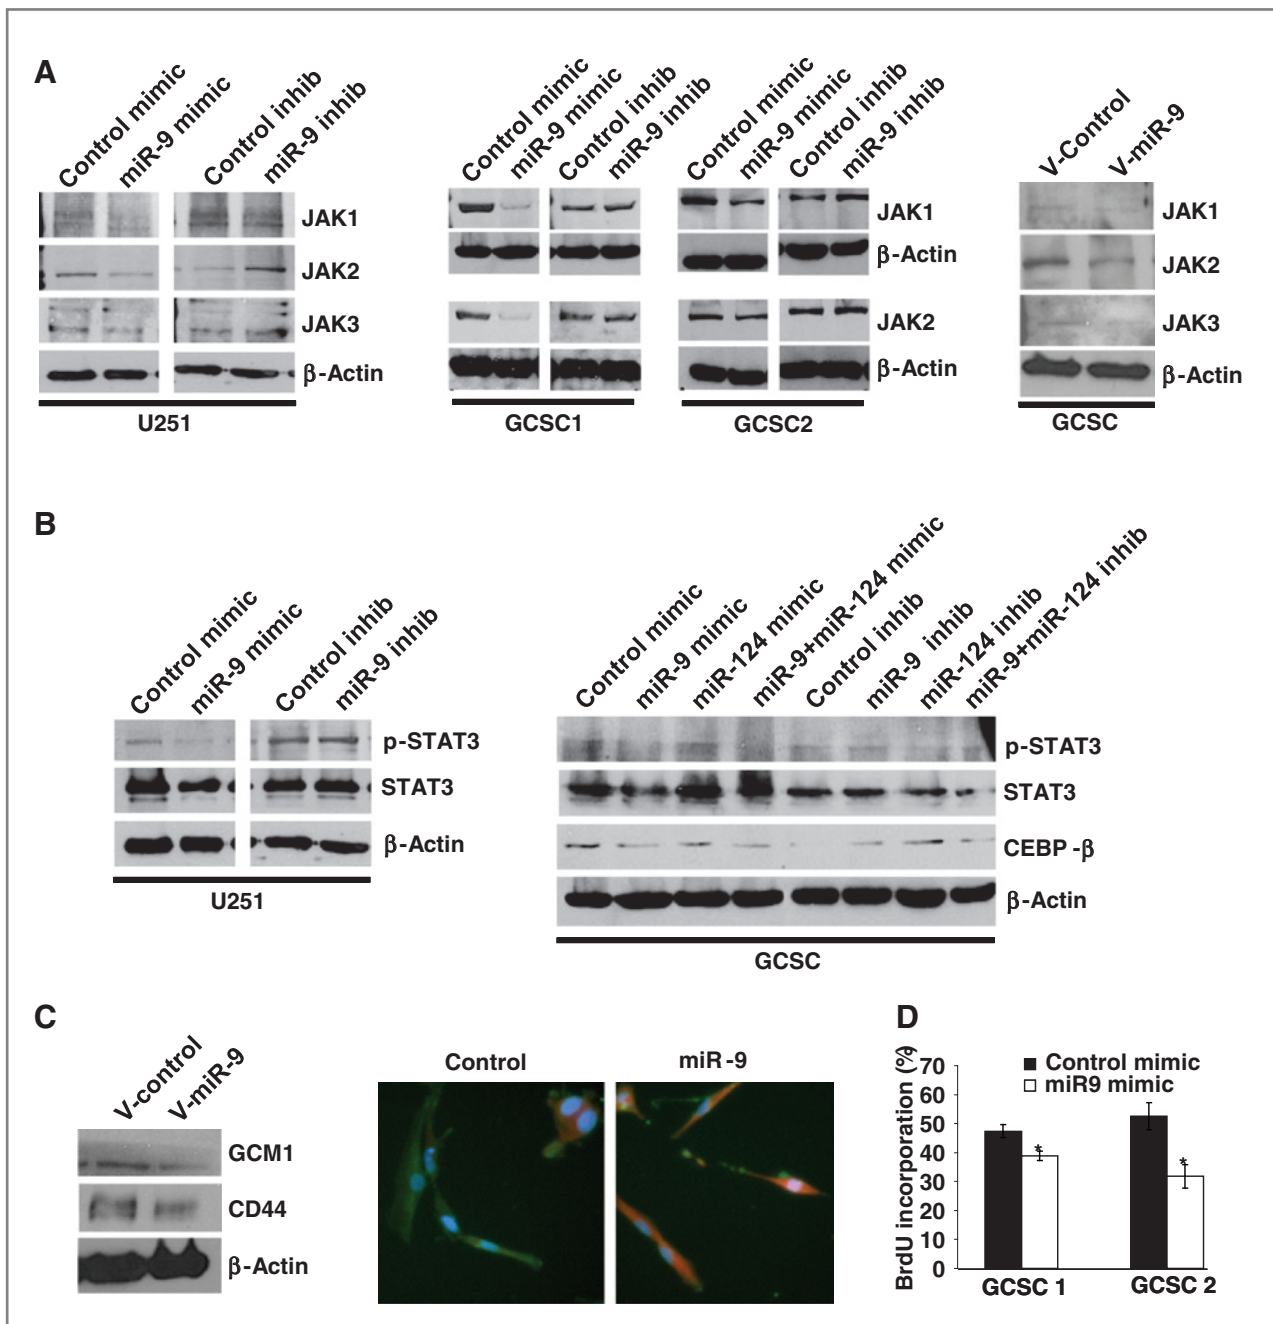 A
Control mimic
miR-9 mimic
Control inhib
miR-9 inhib
JAK1
JAK2
JAK3
β-Actin
U251
Control mimic
miR-9 mimic
Control inhib
miR-9 inhib
Control mimic
miR-9 mimic
Control inhib
miR-9 inhib
JAK1
β-Actin
JAK2
β-Actin
GCSC1
GCSC2
V-Control
V-miR-9
JAK1
JAK2
JAK3
β-Actin
GCSC
B
Control mimic
miR-9 mimic
Control inhib
miR-9 inhib
p-STAT3
STAT3
β-Actin
U251
Control mimic
miR-9 mimic
miR-124 mimic
miR-9+miR-124 mimic
Control inhib
miR-9 inhib
miR-124 inhib
miR-9+miR-124 inhib
p-STAT3
STAT3
CEBP -β
β-Actin
GCSC
C
V-control
V-miR-9
GCM1
CD44
β-Actin
Control
miR -9
D
BrdU incorporation (%)
70
60
50
40
30
20
10
0
Control mimic
miR9 mimic
*
*
GCSC 1
GCSC 2